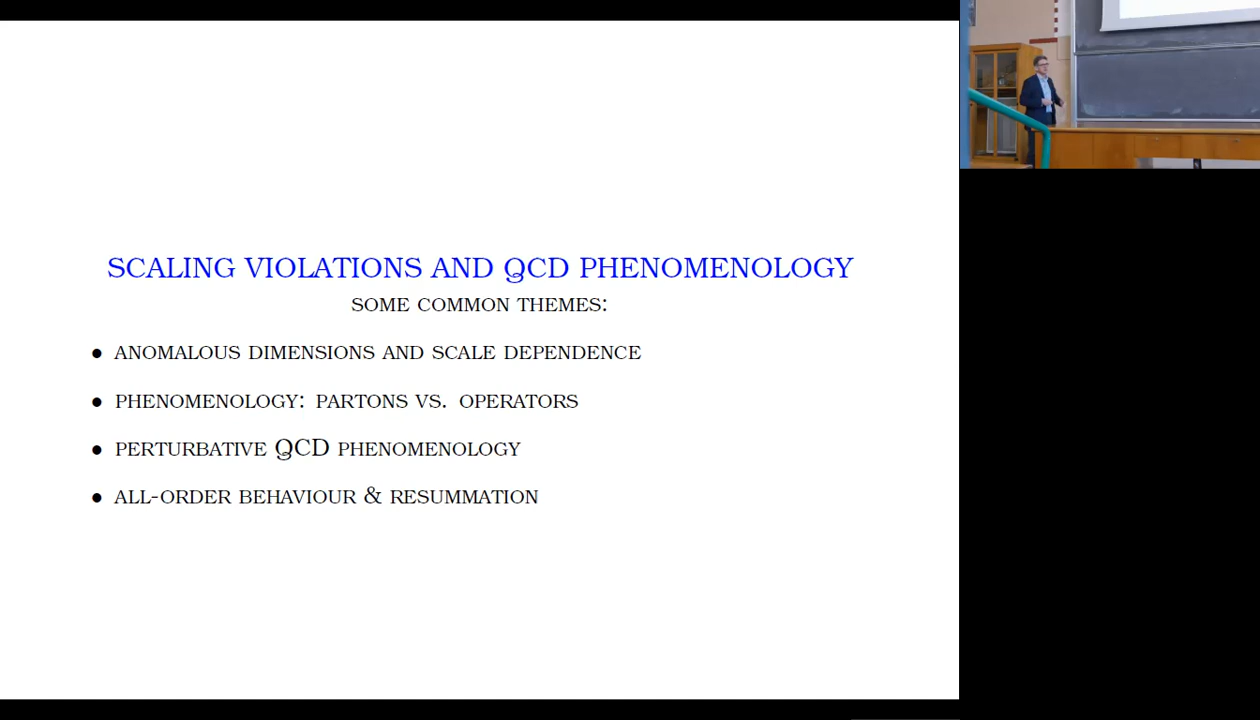 SCALING VIOLATIONS AND QCD PHENOMENOLOGY
SOME COMMON THEMES:
• ANOMALOUS DIMENSIONS AND SCALE DEPENDENCE
• PHENOMENOLOGY: PARTONS VS. OPERATORS
• PERTURBATIVE QCD PHENOMENOLOGY
• ALL-ORDER BEHAVIOUR & RESUMMATION